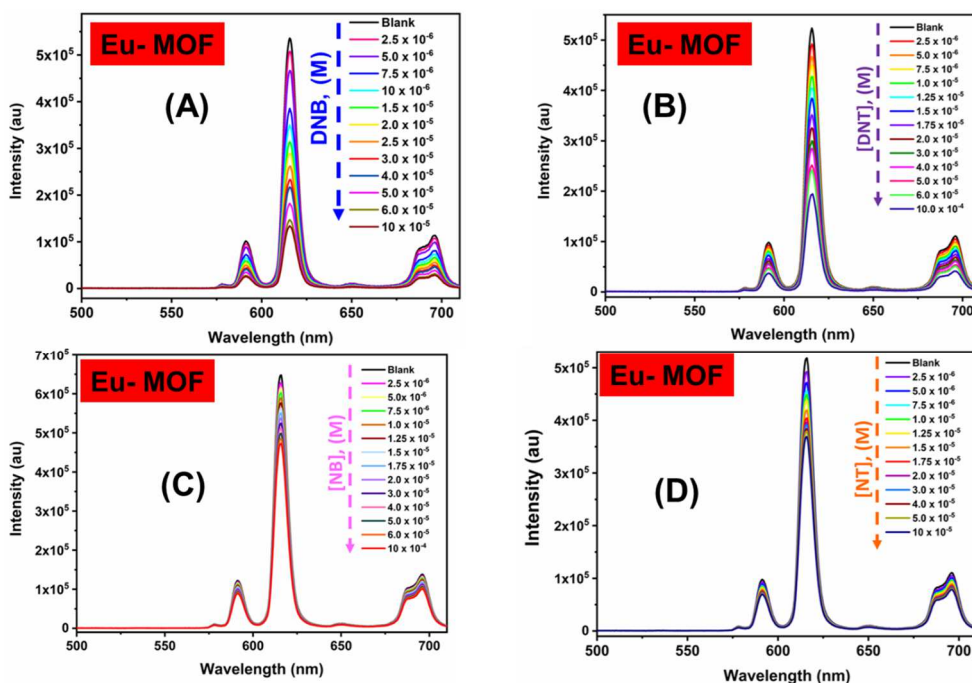 Eu- MOF
(A)
DNB, (M)
Blank
2.5 x 10⁻⁶
5.0 x 10⁻⁶
7.5 x 10⁻⁶
10 x 10⁻⁶
1.5 x 10⁻⁵
2.0 x 10⁻⁵
2.5 x 10⁻⁵
3.0 x 10⁻⁵
4.0 x 10⁻⁵
5.0 x 10⁻⁵
6.0 x 10⁻⁵
10 x 10⁻⁵
Intensity (au)
5x10⁵
4x10⁵
3x10⁵
2x10⁵
1x10⁵
0
500 550 600 650 700
Wavelength (nm)
Eu- MOF
(B)
[DNT], (M)
Blank
2.5 x 10⁻⁶
5.0 x 10⁻⁶
7.5 x 10⁻⁶
1.0 x 10⁻⁵
1.25 x 10⁻⁵
1.5 x 10⁻⁵
1.75 x 10⁻⁵
2.0 x 10⁻⁵
3.0 x 10⁻⁵
4.0 x 10⁻⁵
5.0 x 10⁻⁵
6.0 x 10⁻⁵
10.0 x 10⁻⁴
Intensity (au)
5x10⁵
4x10⁵
3x10⁵
2x10⁵
1x10⁵
0
500 550 600 650 700
Wavelength (nm)
Eu- MOF
(C)
[NB], (M)
Blank
2.5 x 10⁻⁶
5.0x 10⁻⁶
7.5 x 10⁻⁶
1.0 x 10⁻⁵
1.25 x 10⁻⁵
1.5 x 10⁻⁵
1.75 x 10⁻⁵
2.0 x 10⁻⁵
3.0 x 10⁻⁵
4.0 x 10⁻⁵
5.0 x 10⁻⁵
6.0 x 10⁻⁵
10 x 10⁻⁴
Intensity (au)
7x10⁵
6x10⁵
5x10⁵
4x10⁵
3x10⁵
2x10⁵
1x10⁵
0
500 550 600 650 700
Wavelength (nm)
Eu- MOF
(D)
[NT], (M)
Blank
2.5 x 10⁻⁶
5.0 x 10⁻⁶
7.5 x 10⁻⁶
1.0 x 10⁻⁵
1.25 x 10⁻⁵
1.5 x 10⁻⁵
1.75 x 10⁻⁵
2.0 x 10⁻⁵
3.0 x 10⁻⁵
4.0 x 10⁻⁵
5.0 x 10⁻⁵
10 x 10⁻⁵
Intensity (au)
5x10⁵
4x10⁵
3x10⁵
2x10⁵
1x10⁵
0
500 550 600 650 700
Wavelength (nm)